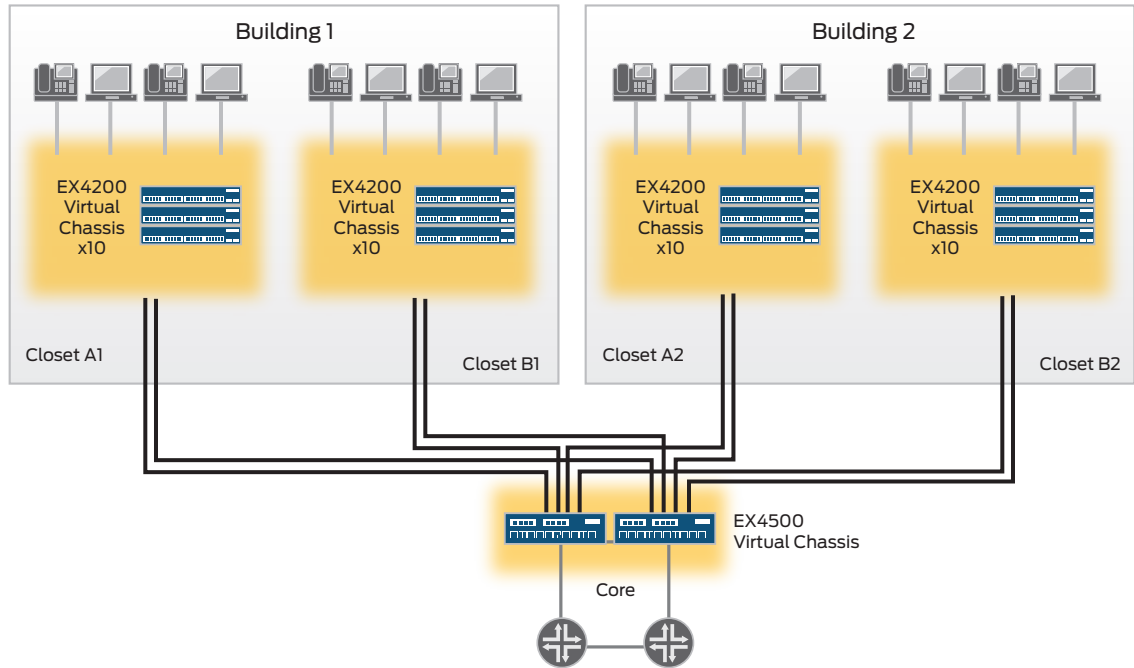 Building 1
Building 2
EX4200
Virtual
Chassis
x10
EX4200
Virtual
Chassis
x10
EX4200
Virtual
Chassis
x10
EX4200
Virtual
Chassis
x10
Closet A1
Closet B1
Closet A2
Closet B2
EX4500
Virtual Chassis
Core